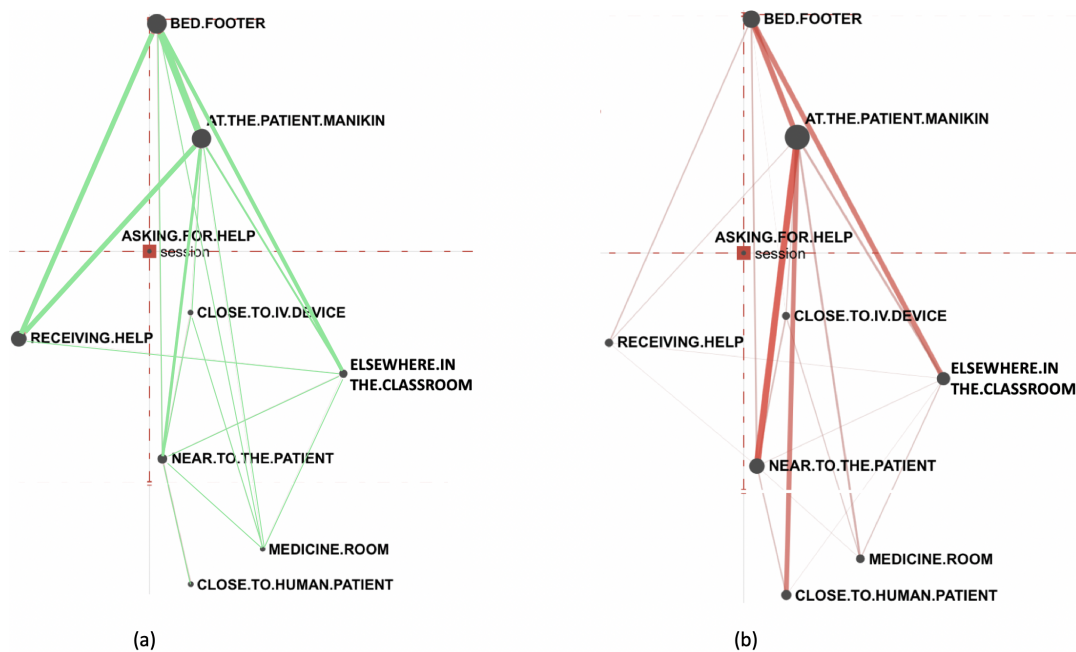 BED.FOOTER
AT.THE.PATIENT.MANIKIN
ASKING.FOR.HELP
session
CLOSE.TO.IV.DEVICE
RECEIVING.HELP
ELSEWHERE.IN
THE.CLASSROOM
NEAR.TO.THE.PATIENT
MEDICINE.ROOM
CLOSE.TO.HUMAN.PATIENT
(a)
BED.FOOTER
AT.THE.PATIENT.MANIKIN
ASKING.FOR.HELP
session
CLOSE.TO.IV.DEVICE
RECEIVING.HELP
ELSEWHERE.IN
THE.CLASSROOM
NEAR.TO.THE.PATIENT
MEDICINE.ROOM
CLOSE.TO.HUMAN.PATIENT
(b)